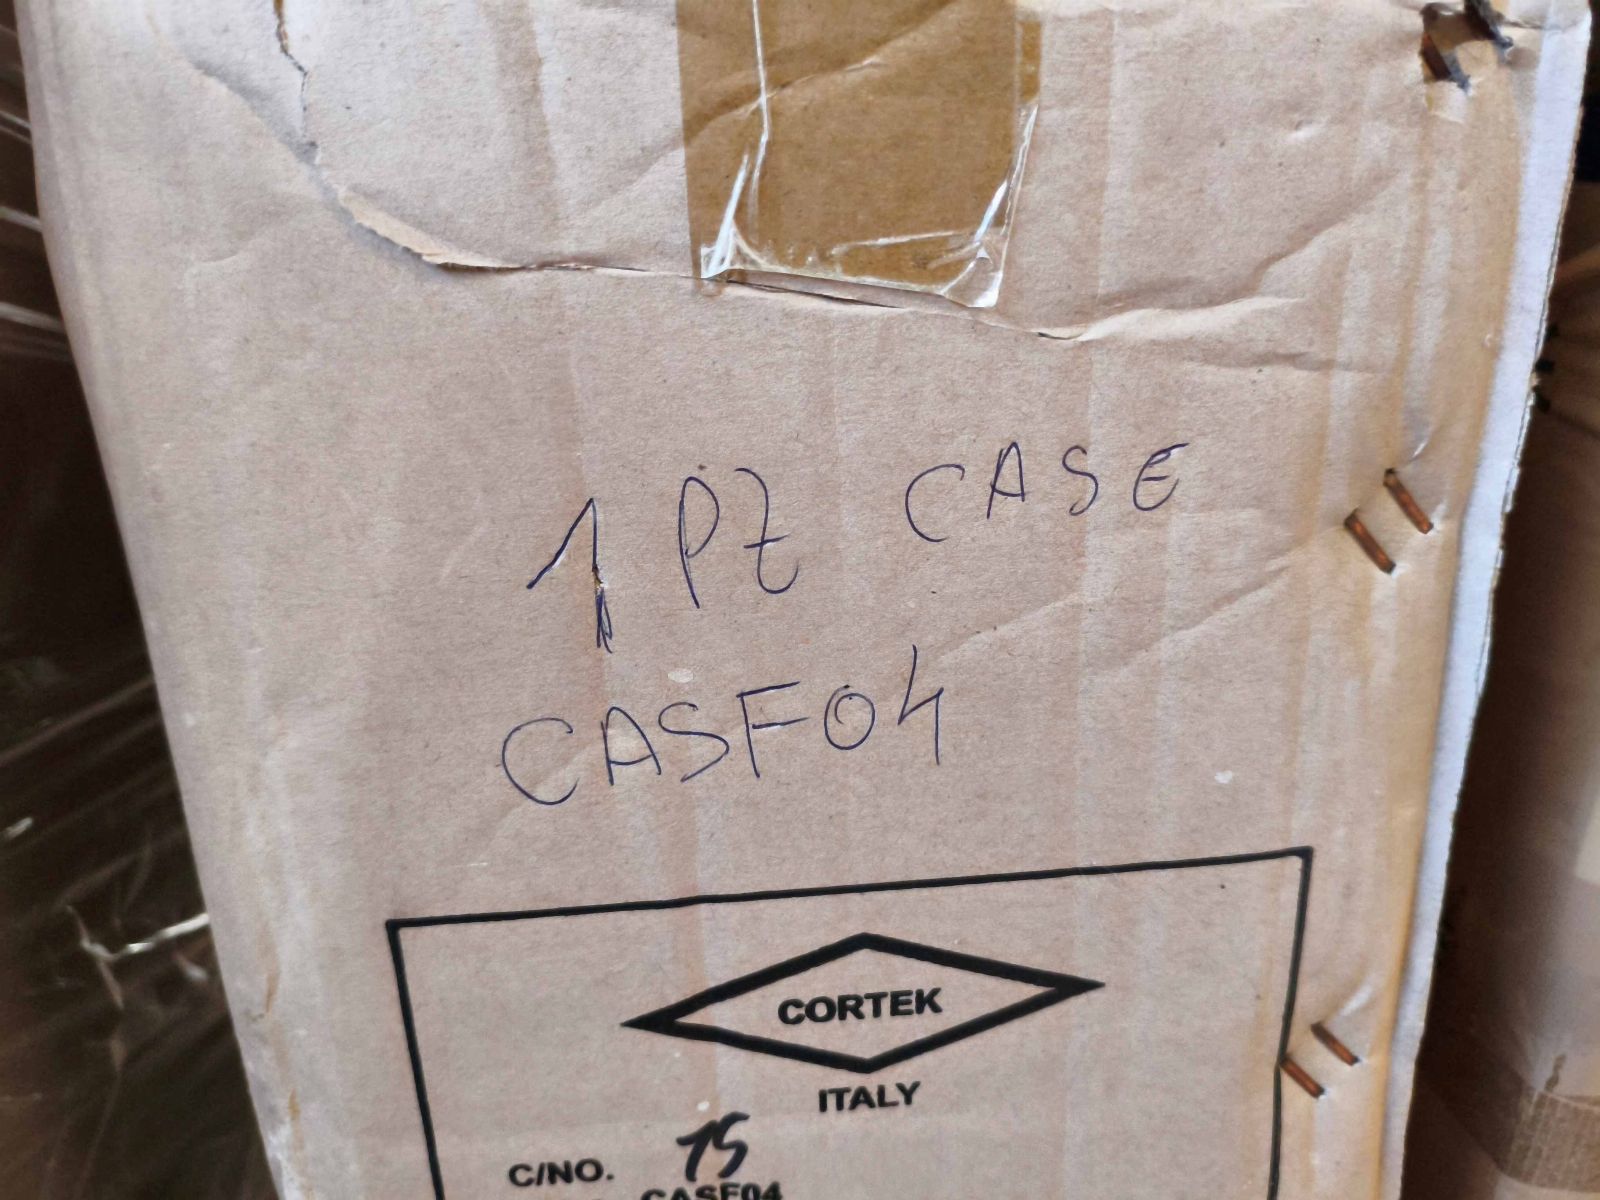 1 PZ CASE
CASF04
CORTEK
ITALY
C/NO. 15
CASF04